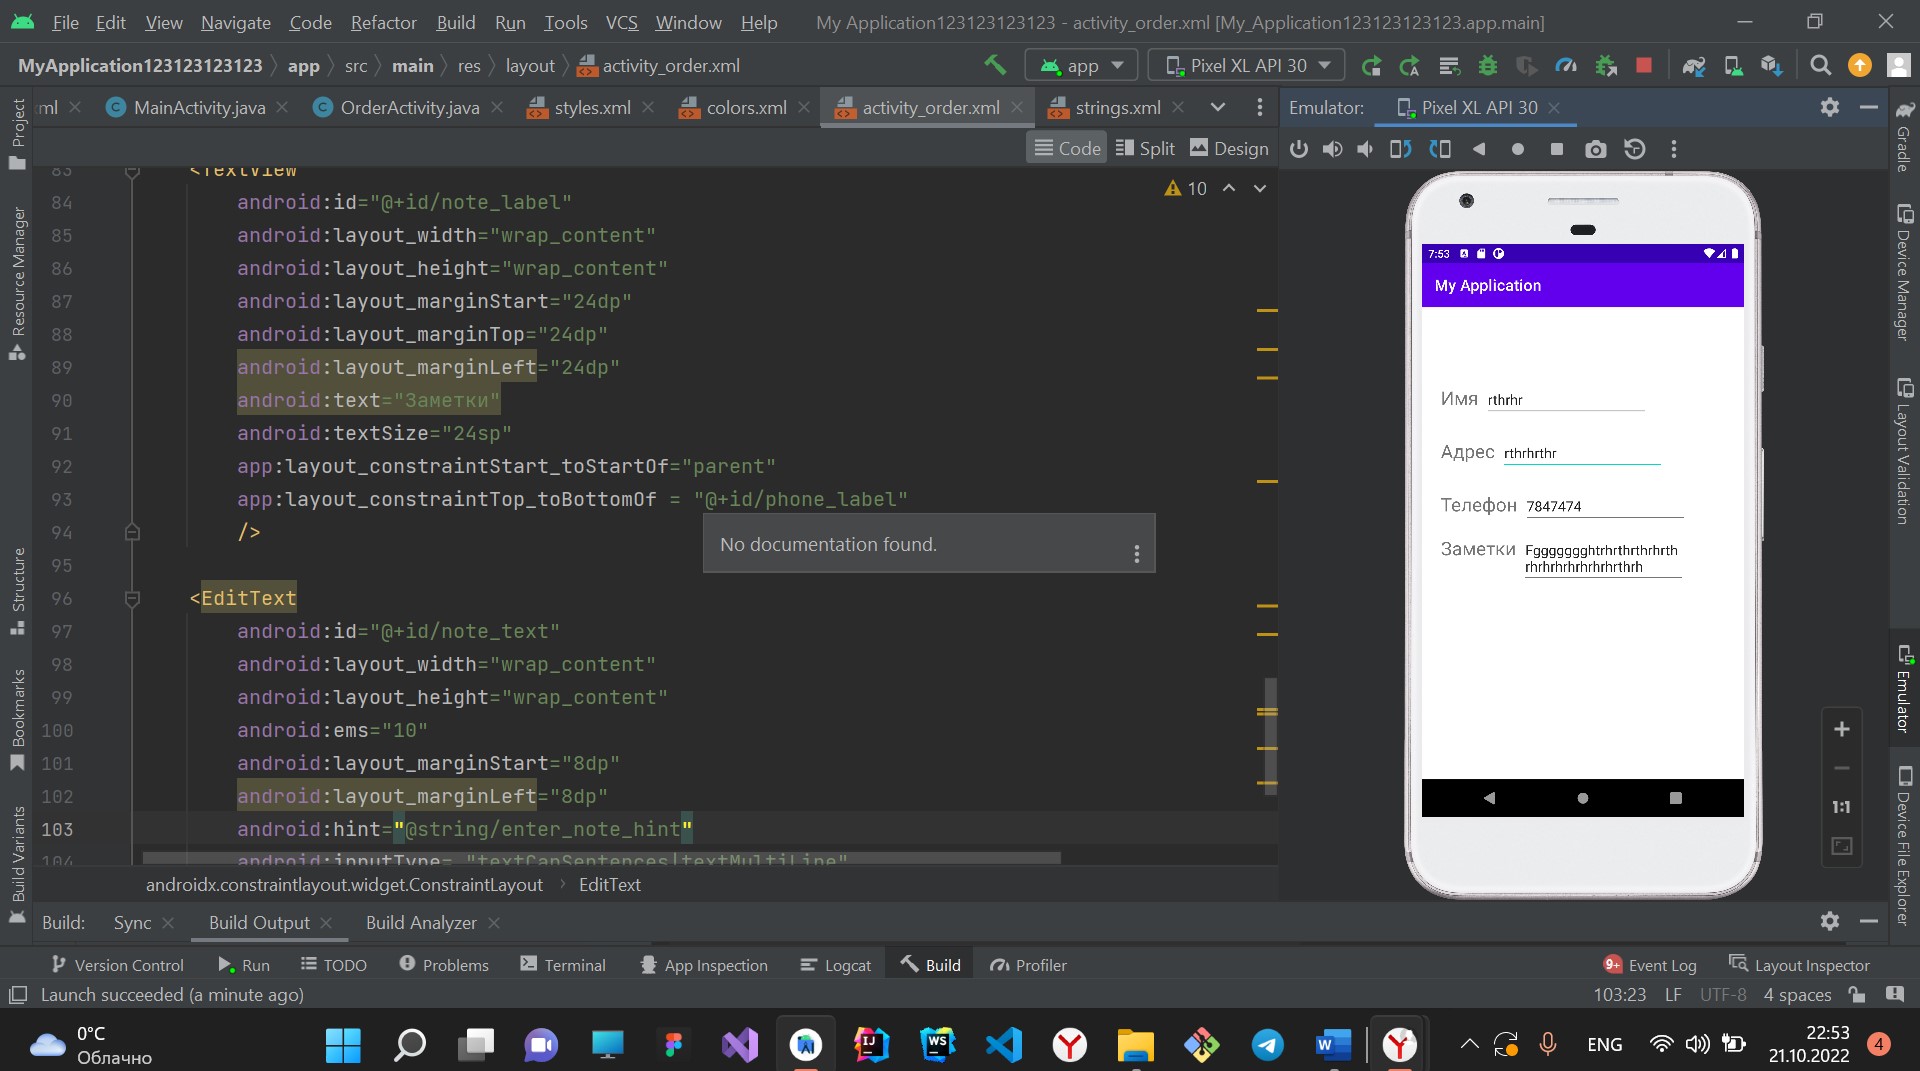 File Edit View Navigate Code Refactor Build Run Tools VCS Window Help My Application123123123123 - activity_order.xml [My_Application123123123123.app.main]
MyApplication123123123123 app src main res layout activity_order.xml app Pixel XL API 30
ml MainActivity.java OrderActivity.java styles.xml colors.xml activity_order.xml strings.xml
Code Split Design
10
83 <TextView
84 android:id="@+id/note_label"
85 android:layout_width="wrap_content"
86 android:layout_height="wrap_content"
87 android:layout_marginStart="24dp"
88 android:layout_marginTop="24dp"
89 android:layout_marginLeft="24dp"
90 android:text="Заметки"
91 android:textSize="24sp"
92 app:layout_constraintStart_toStartOf="parent"
93 app:layout_constraintTop_toBottomOf = "@+id/phone_label"
94 />
No documentation found.
95
96 <EditText
97 android:id="@+id/note_text"
98 android:layout_width="wrap_content"
99 android:layout_height="wrap_content"
100 android:ems="10"
101 android:layout_marginStart="8dp"
102 android:layout_marginLeft="8dp"
103 android:hint="@string/enter_note_hint"
104 android:inputType= "textCapSentences|textMultiLine"
androidx.constraintlayout.widget.ConstraintLayout EditText
Emulator: Pixel XL API 30
7:53
My Application
Имя rthrhr
Адрес rthrhrthr
Телефон 7847474
Заметки Fggggggghtrhrthrthrhrth
rhrhrhrhrhrhrhrthrh
1:1
Project
Resource Manager
Structure
Bookmarks
Build Variants
Gradle
Device Manager
Layout Validation
Emulator
Device File Explorer
Build: Sync Build Output Build Analyzer
Version Control Run TODO Problems Terminal App Inspection Logcat Build Profiler 9+ Event Log Layout Inspector
Launch succeeded (a minute ago) 103:23 LF UTF-8 4 spaces
0°C
Облачно
IJ
WS
W
ENG
22:53
21.10.2022
4